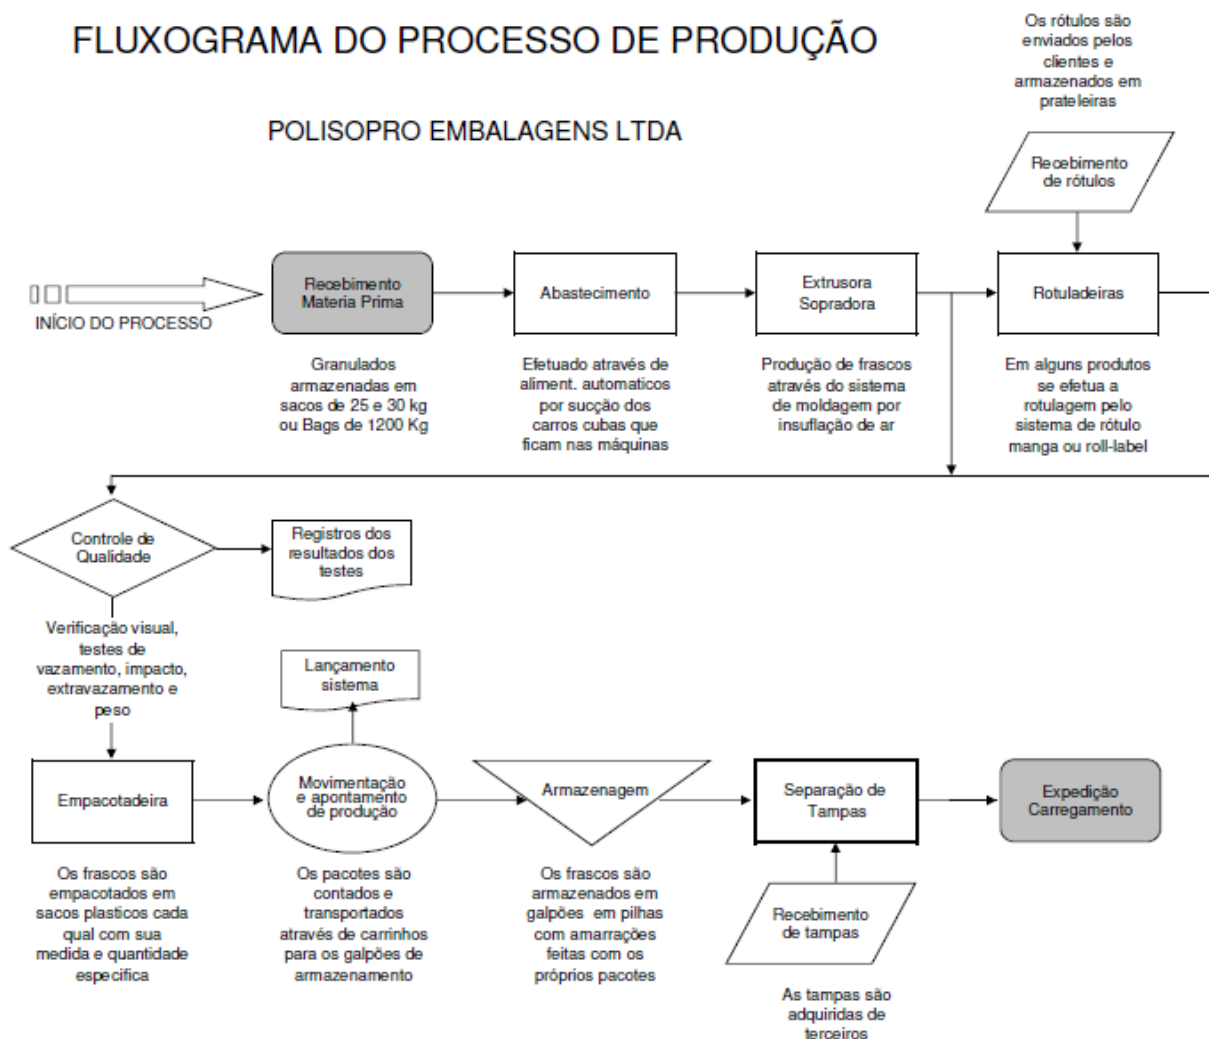 FLUXOGRAMA DO PROCESSO DE PRODUÇÃO
POLISOPRO EMBALAGENS LTDA
Os rótulos são
enviados pelos
clientes e
armazenados em
prateleiras
Recebimento
de rótulos
INÍCIO DO PROCESSO
Recebimento
Materia Prima
Abastecimento
Extrusora
Sopradora
Rotuladeiras
Granulados
armazenadas em
sacos de 25 e 30 kg
ou Bags de 1200 Kg
Efetuado através de
aliment. automaticos
por sucção dos
carros cubas que
ficam nas máquinas
Produção de frascos
através do sistema
de moldagem por
insuflação de ar
Em alguns produtos
se efetua a
rotulagem pelo
sistema de rótulo
manga ou roll-label
Controle de
Qualidade
Registros dos
resultados dos
testes
Verificação visual,
testes de
vazamento, impacto,
extravazamento e
peso
Lançamento
sistema
Empacotadeira
Movimentação
e apontamento
de produção
Armazenagem
Separação de
Tampas
Expedição
Carregamento
Os frascos são
empacotados em
sacos plasticos cada
qual com sua
medida e quantidade
especifica
Os pacotes são
contados e
transportados
através de carrinhos
para os galpões de
armazenamento
Os frascos são
armazenados em
galpões em pilhas
com amarrações
feitas com os
próprios pacotes
Recebimento
de tampas
As tampas são
adquiridas de
terceiros